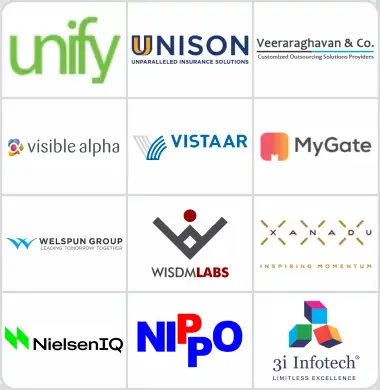 unify
UNISON
UNPARALLELED INSURANCE SOLUTIONS
Veeraraghavan & Co.
Customized Outsourcing Solutions Providers
visible alpha
VISTAAR
MyGate
WELSPUN GROUP
LEADING TOMORROW TOGETHER
WISDMLABS
XANADU
INSPIRING MOMENTUM
NielsenIQ
NIPPO
3i Infotech®
LIMITLESS EXCELLENCE